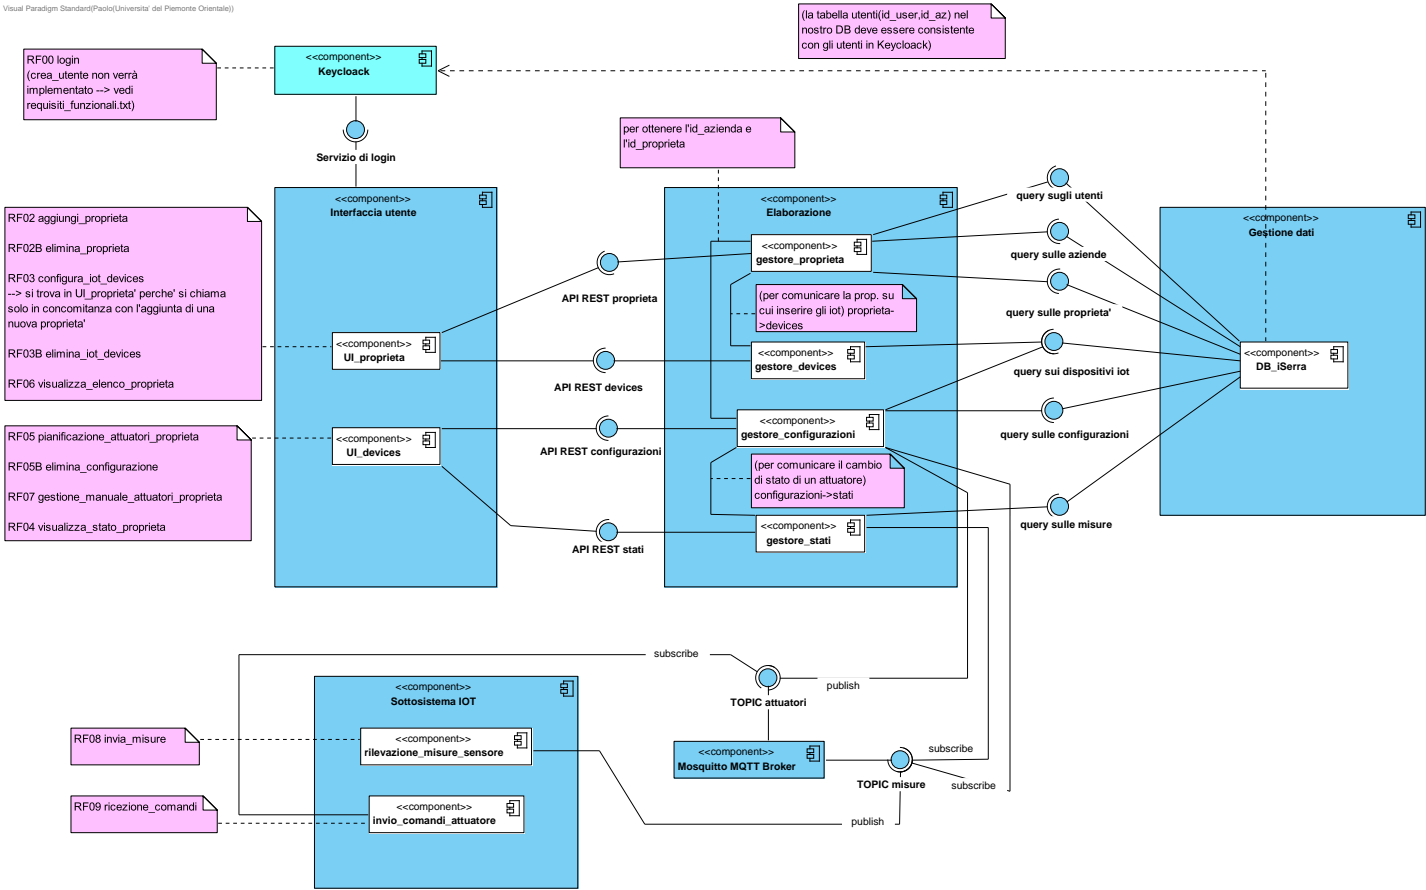 Visual Paradigm Standard(Paolo(Universita' del Piemonte Orientale))
(la tabella utenti(id_user,id_az) nel
nostro DB deve essere consistente
con gli utenti in Keycloack)
RF00 login
(crea_utente non verrà
implementato --> vedi
requisiti_funzionali.txt)
<<component>>
Keycloack
Servizio di login
per ottenere l'id_azienda e
l'id_proprieta
<<component>>
Interfaccia utente
<<component>>
Elaborazione
query sugli utenti
<<component>>
Gestione dati
RF02 aggiungi_proprieta
RF02B elimina_proprieta
RF03 configura_iot_devices
--> si trova in UI_proprieta' perche' si chiama
solo in concomitanza con l'aggiunta di una
nuova proprieta'
RF03B elimina_iot_devices
RF06 visualizza_elenco_proprieta
<<component>>
gestore_proprieta
query sulle aziende
API REST proprieta
(per comunicare la prop. su
cui inserire gli iot) proprieta-
>devices
query sulle proprieta'
<<component>>
UI_proprieta
API REST devices
<<component>>
gestore_devices
query sui dispositivi iot
<<component>>
DB_iSerra
RF05 pianificazione_attuatori_proprieta
RF05B elimina_configurazione
RF07 gestione_manuale_attuatori_proprieta
RF04 visualizza_stato_proprieta
<<component>>
UI_devices
API REST configurazioni
<<component>>
gestore_configurazioni
query sulle configurazioni
(per comunicare il cambio
di stato di un attuatore)
configurazioni->stati
API REST stati
<<component>>
gestore_stati
query sulle misure
subscribe
publish
TOPIC attuatori
<<component>>
Sottosistema IOT
RF08 invia_misure
<<component>>
rilevazione_misure_sensore
<<component>>
Mosquitto MQTT Broker
subscribe
TOPIC misure
subscribe
RF09 ricezione_comandi
<<component>>
invio_comandi_attuatore
publish